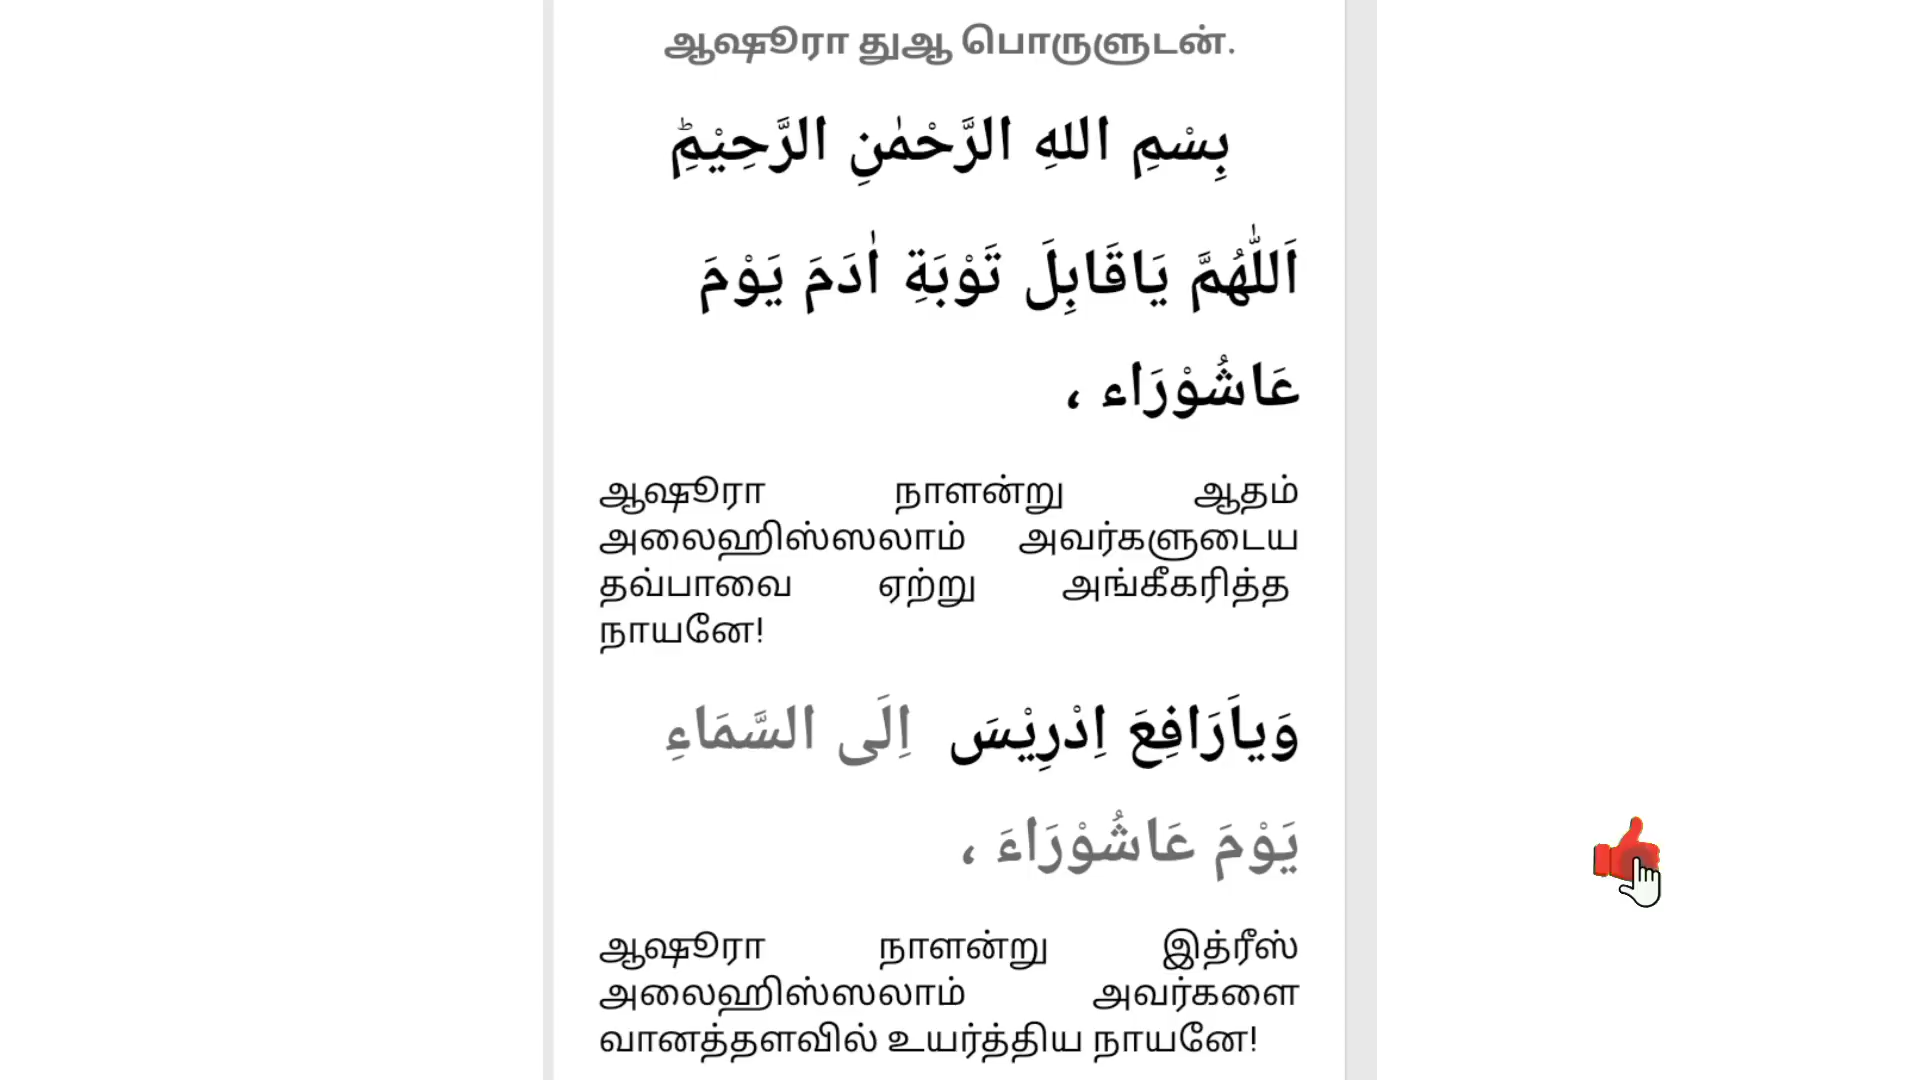 ஆஷூரா துஆ பொருளுடன்.
بِسْمِ اللهِ الرَّحْمٰنِ الرَّحِيْمِؕ
اَللّٰهُمَّ يَاقَابِلَ تَوْبَةِ اٰدَمَ يَوْمَ
عَاشُوْرَاء ،
ஆஷூரா நாளன்று ஆதம்
அலைஹிஸ்ஸலாம் அவர்களுடைய
தவ்பாவை ஏற்று அங்கீகரித்த
நாயனே!
وَياَرَافِعَ اِدْرِيْسَ اِلَى السَّمَاءِ
يَوْمَ عَاشُوْرَاءَ ،
ஆஷூரா நாளன்று இத்ரீஸ்
அலைஹிஸ்ஸலாம் அவர்களை
வானத்தளவில் உயர்த்திய நாயனே!